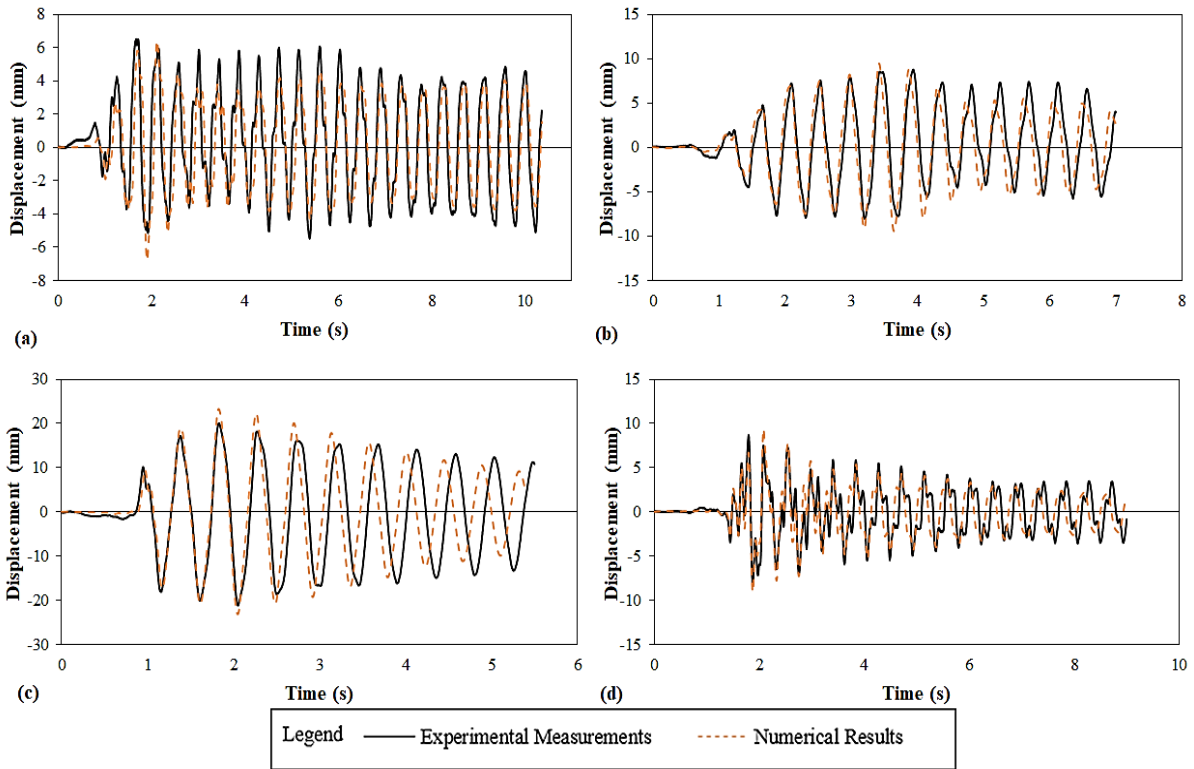 8
6
4
2
0
-2
-4
-6
-8
Displacement (mm)
0 2 4 6 8 10
Time (s)
(a)
15
10
5
0
-5
-10
-15
Displacement (mm)
0 1 2 3 4 5 6 7 8
Time (s)
(b)
30
20
10
0
-10
-20
-30
Displacement (mm)
0 1 2 3 4 5 6
Time (s)
(c)
15
10
5
0
-5
-10
-15
Displacement (mm)
0 2 4 6 8 10
Time (s)
(d)
Legend Experimental Measurements Numerical Results